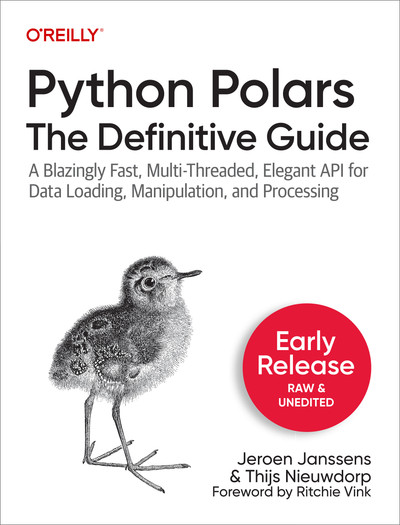 O'REILLY®
Python Polars
The Definitive Guide
A Blazingly Fast, Multi-Threaded, Elegant API for
Data Loading, Manipulation, and Processing
Early
Release
RAW &
UNEDITED
Jeroen Janssens
& Thijs Nieuwdorp
Foreword by Ritchie Vink